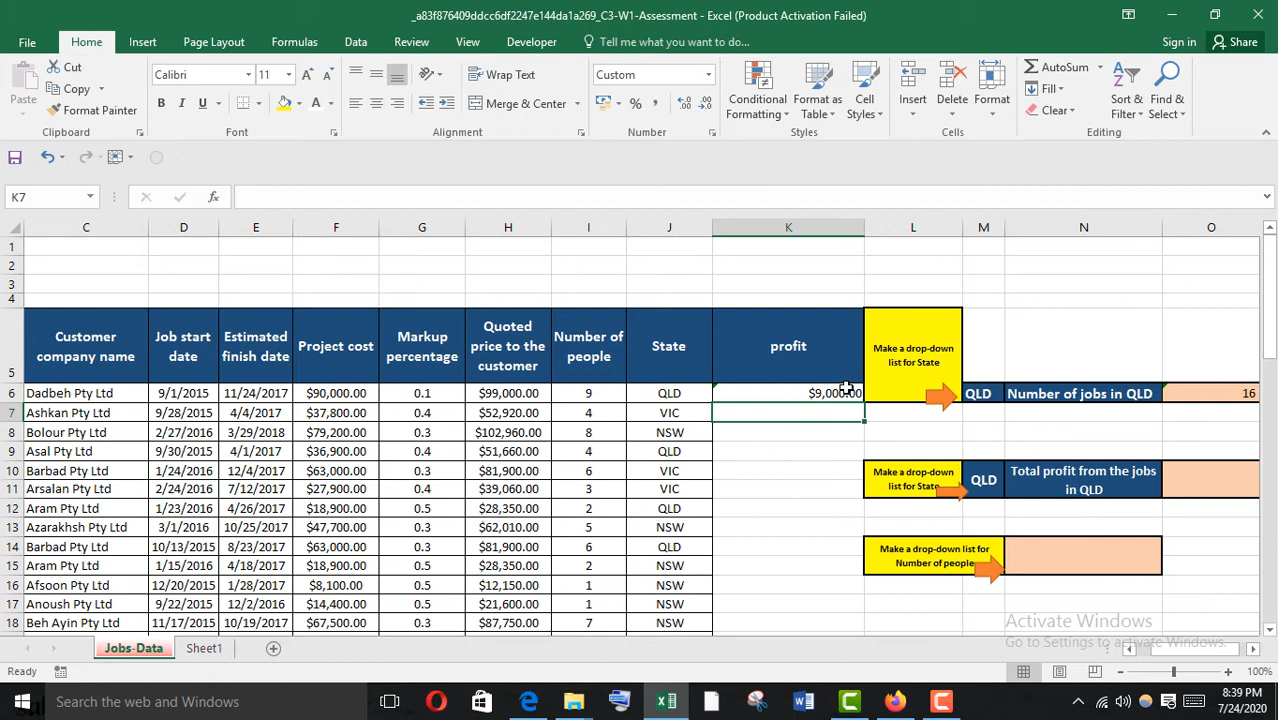 _a83f876409ddcc6df2247e144da1a269_C3-W1-Assessment - Excel (Product Activation Failed)
File Home Insert Page Layout Formulas Data Review View Developer Tell me what you want to do... Sign in Share
Paste
Cut
Copy
Format Painter
Clipboard
Calibri 11
B I U
Font
Wrap Text
Merge & Center
Alignment
Custom
Number
Conditional Formatting
Format as Table
Cell Styles
Styles
Insert Delete Format
Cells
AutoSum
Fill
Clear
Sort & Filter
Find & Select
Editing
K7 fx
C D E F G H I J K L M N O
1
2
3
4
5 Customer company name Job start date Estimated finish date Project cost Markup percentage Quoted price to the customer Number of people State profit Make a drop-down list for State
6 Dadbeh Pty Ltd 9/1/2015 11/24/2017 $90,000.00 0.1 $99,000.00 9 QLD $9,000.00 QLD Number of jobs in QLD 16
7 Ashkan Pty Ltd 9/28/2015 4/4/2017 $37,800.00 0.4 $52,920.00 4 VIC
8 Bolour Pty Ltd 2/27/2016 3/29/2018 $79,200.00 0.3 $102,960.00 8 NSW
9 Asal Pty Ltd 9/30/2015 4/1/2017 $36,900.00 0.4 $51,660.00 4 QLD
10 Barbad Pty Ltd 1/24/2016 12/4/2017 $63,000.00 0.3 $81,900.00 6 VIC Make a drop-down list for State QLD Total profit from the jobs in QLD
11 Arsalan Pty Ltd 2/24/2016 7/12/2017 $27,900.00 0.4 $39,060.00 3 VIC
12 Aram Pty Ltd 1/23/2016 4/26/2017 $18,900.00 0.5 $28,350.00 2 QLD
13 Azarakhsh Pty Ltd 3/1/2016 10/25/2017 $47,700.00 0.3 $62,010.00 5 NSW
14 Barbad Pty Ltd 10/13/2015 8/23/2017 $63,000.00 0.3 $81,900.00 6 QLD Make a drop-down list for Number of people
15 Aram Pty Ltd 1/15/2016 4/18/2017 $18,900.00 0.5 $28,350.00 2 NSW
16 Afsoon Pty Ltd 12/20/2015 1/28/2017 $8,100.00 0.5 $12,150.00 1 NSW
17 Anoush Pty Ltd 9/22/2015 12/2/2016 $14,400.00 0.5 $21,600.00 1 NSW
18 Beh Ayin Pty Ltd 11/17/2015 10/19/2017 $67,500.00 0.3 $87,750.00 7 NSW
Activate Windows
Go to Settings to activate Windows.
Jobs-Data Sheet1
Ready 100%
Search the web and Windows
8:39 PM
7/24/2020